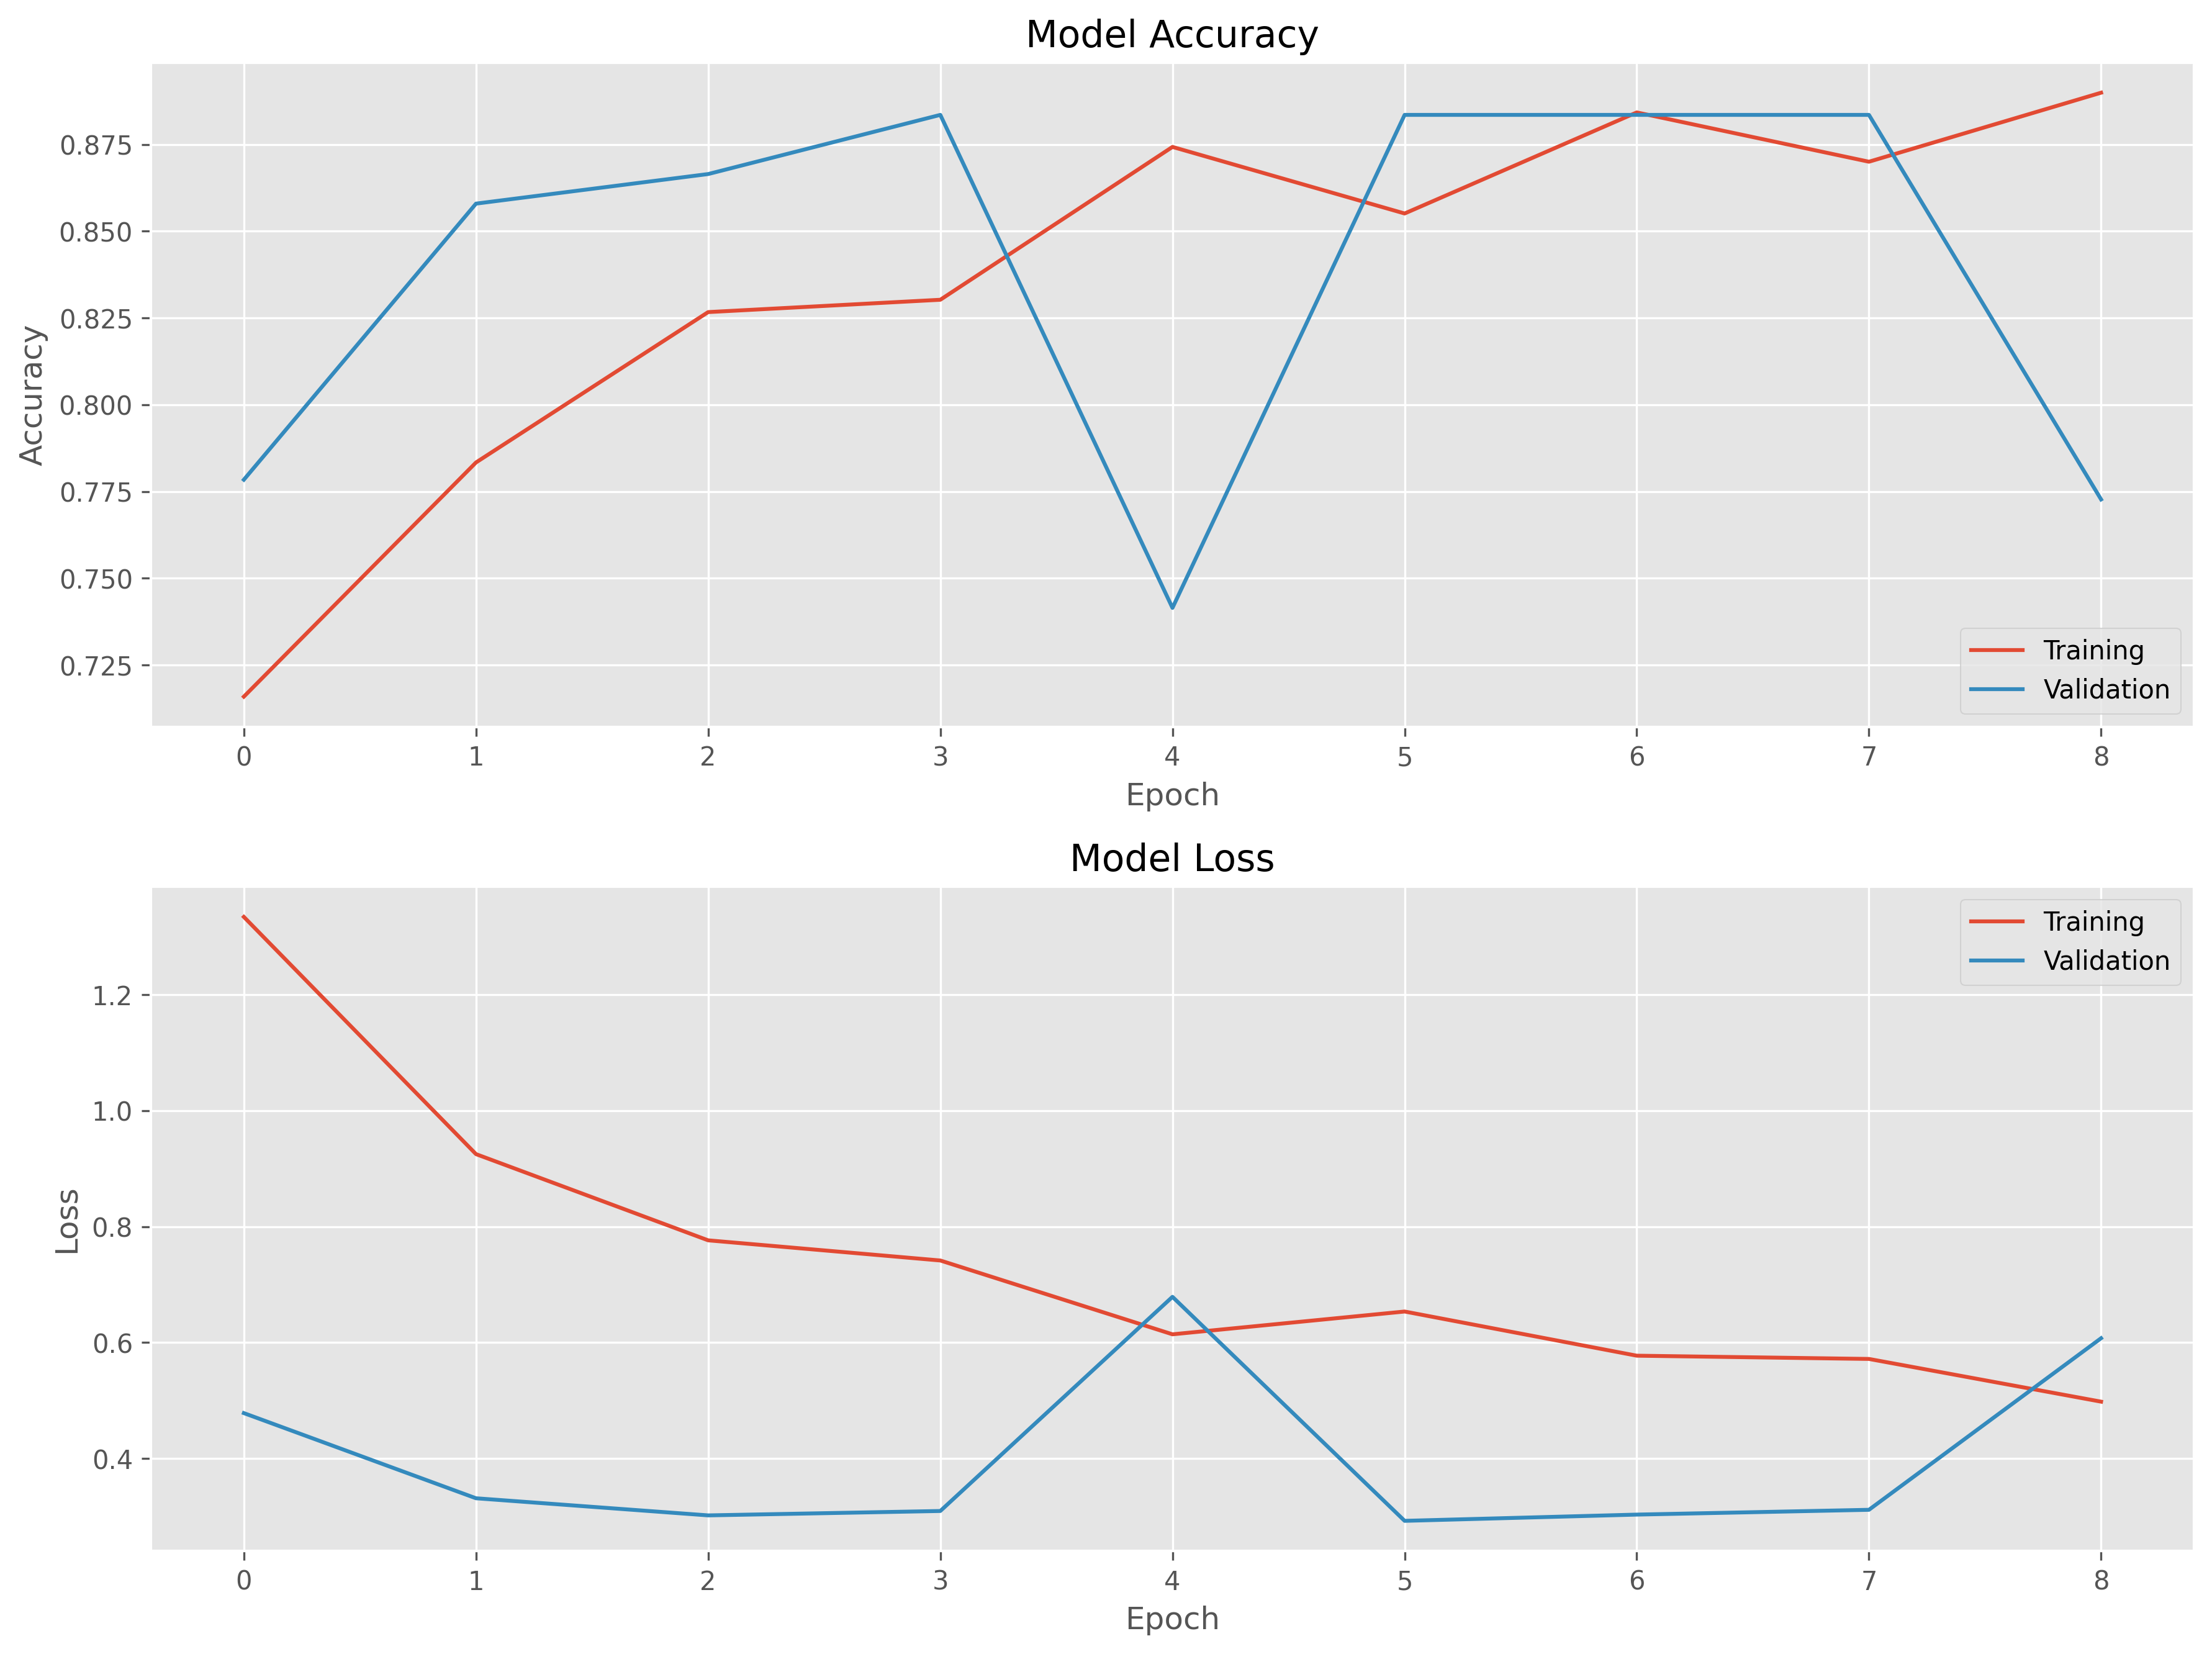 Model Accuracy
0.875
0.850
0.825
0.800
0.775
0.750
0.725
Accuracy
Training
Validation
0 1 2 3 4 5 6 7 8
Epoch
Model Loss
Training
Validation
1.2
1.0
0.8
0.6
0.4
Loss
0 1 2 3 4 5 6 7 8
Epoch